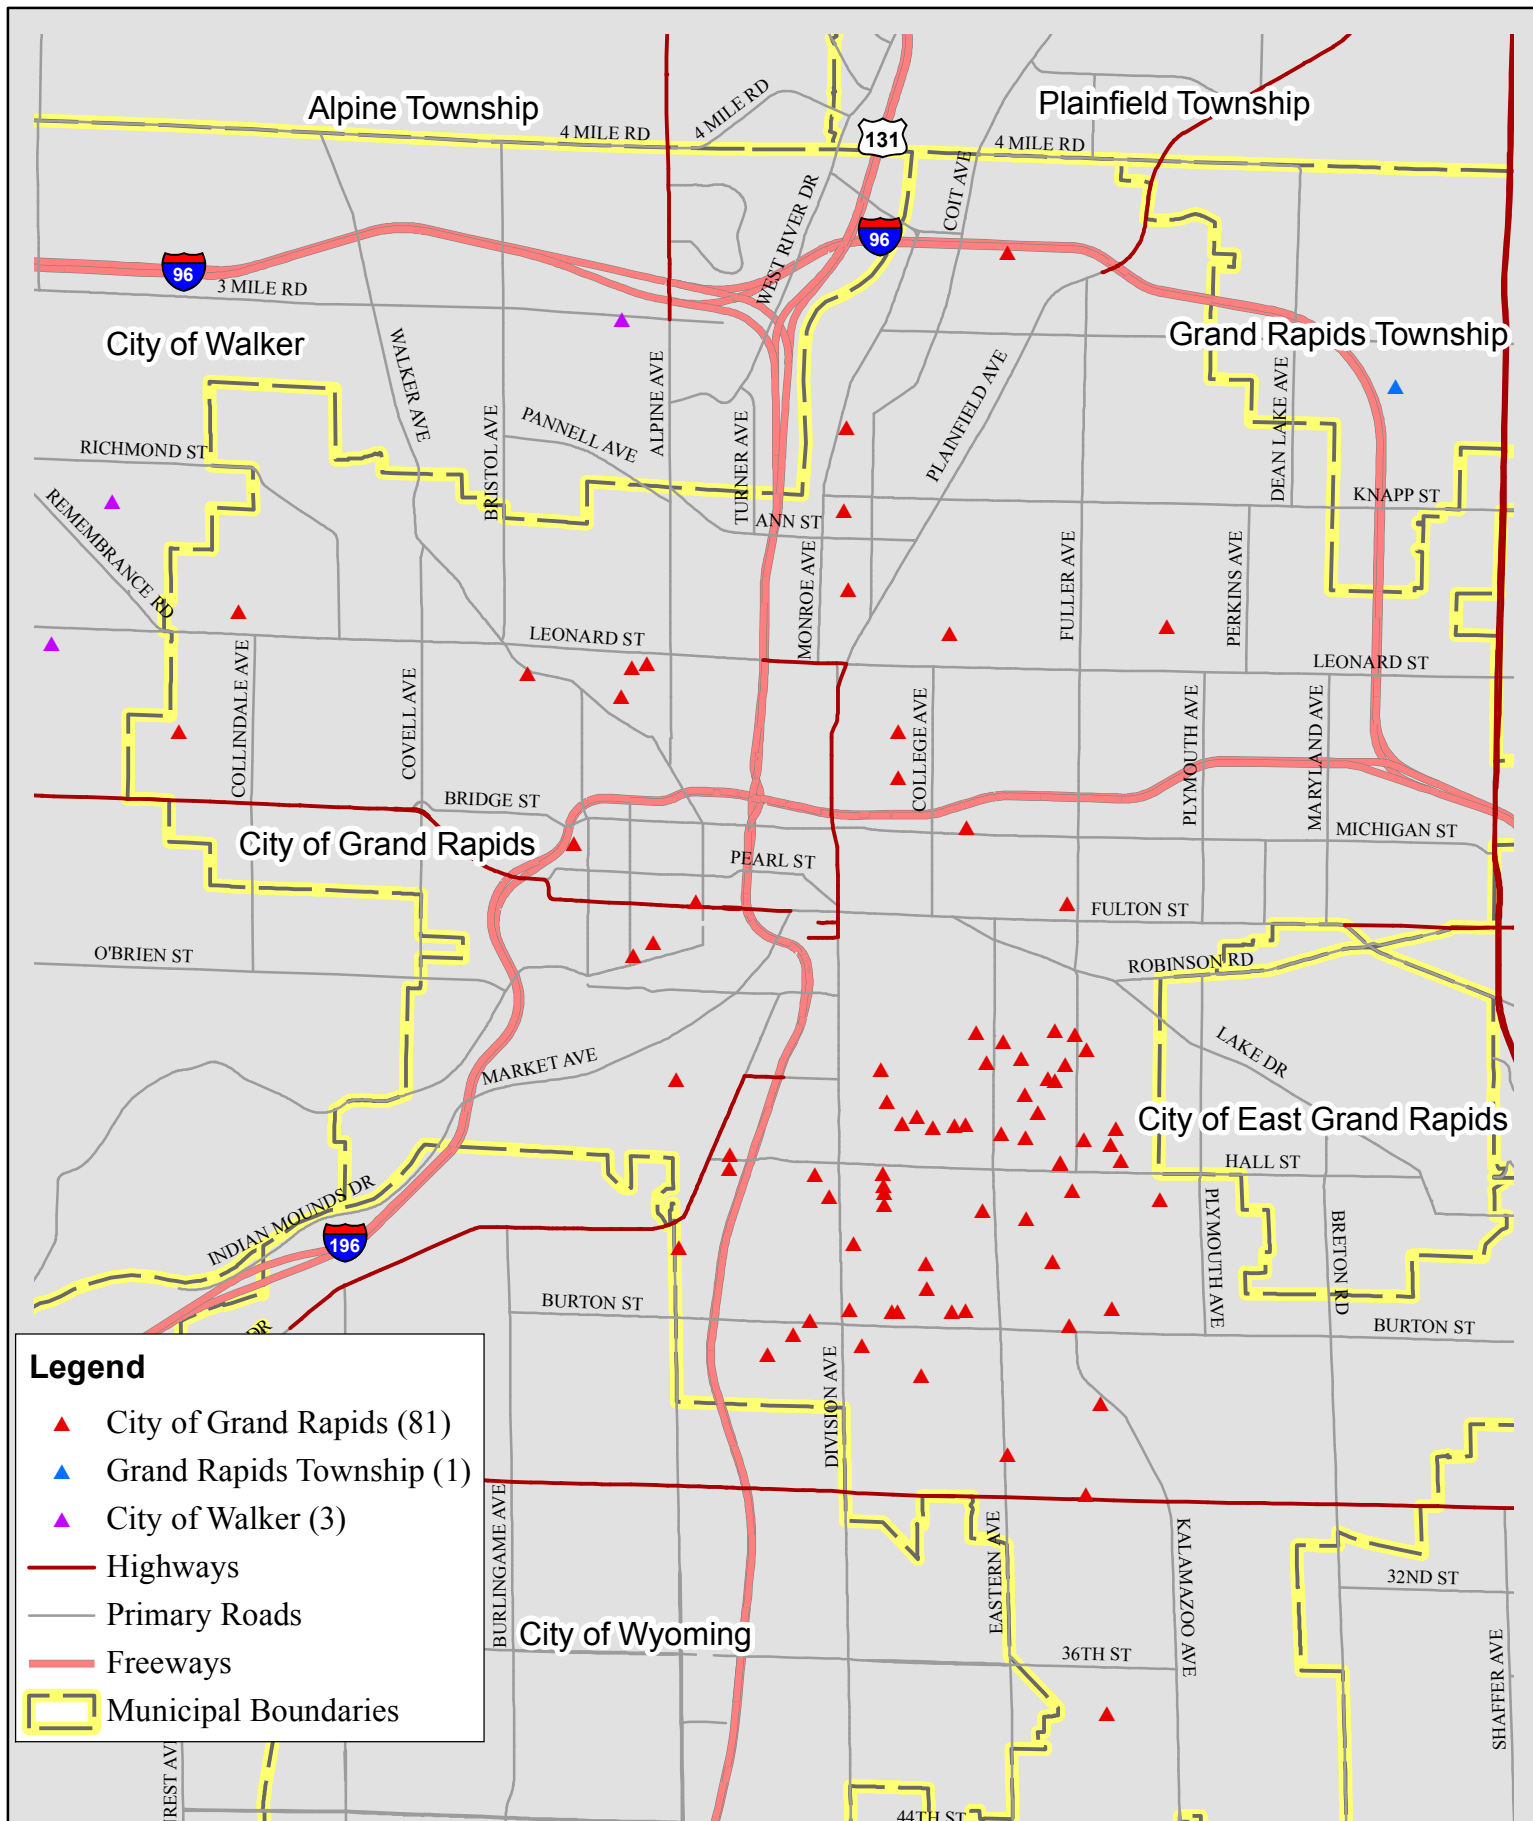 Alpine Township
Plainfield Township
4 MILE RD
4 MILE RD
4 MILE RD
131
COIT AVE
WEST RIVER DR
96
96
3 MILE RD
City of Walker
Grand Rapids Township
WALKER AVE
ALPINE AVE
PLAINFIELD AVE
DEAN LAKE AVE
BRISTOL AVE
PANNELL AVE
TURNER AVE
RICHMOND ST
KNAPP ST
REMEMBRANCE RD
ANN ST
MONROE AVE
FULLER AVE
PERKINS AVE
LEONARD ST
LEONARD ST
COLLINDALE AVE
COVELL AVE
COLLEGE AVE
PLYMOUTH AVE
MARYLAND AVE
BRIDGE ST
MICHIGAN ST
City of Grand Rapids
PEARL ST
FULTON ST
O'BRIEN ST
ROBINSON RD
LAKE DR
MARKET AVE
City of East Grand Rapids
HALL ST
INDIAN MOUNDS DR
196
PLYMOUTH AVE
BRETON RD
BURTON ST
BURTON ST
DR
DIVISION AVE
Legend
City of Grand Rapids (81)
Grand Rapids Township (1)
City of Walker (3)
Highways
Primary Roads
Freeways
Municipal Boundaries
BURLINGAME AVE
EASTERN AVE
KALAMAZOO AVE
32ND ST
City of Wyoming
36TH ST
SHAFFER AVE
REST AVE
44TH ST